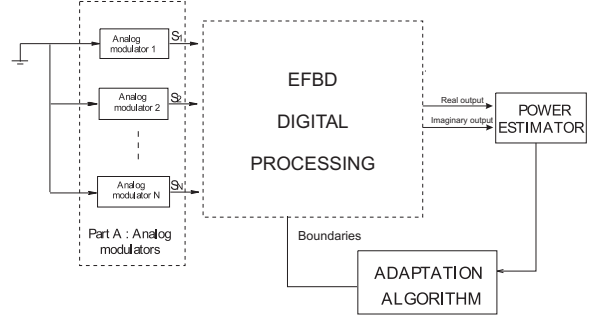 Analog
modulator 1
S1
Analog
modulator 2
S2
Analog
modulator N
SN
Part A : Analog
modulators
EFBD
DIGITAL
PROCESSING
Real output
Imaginary output
POWER
ESTIMATOR
Boundaries
ADAPTATION
ALGORITHM